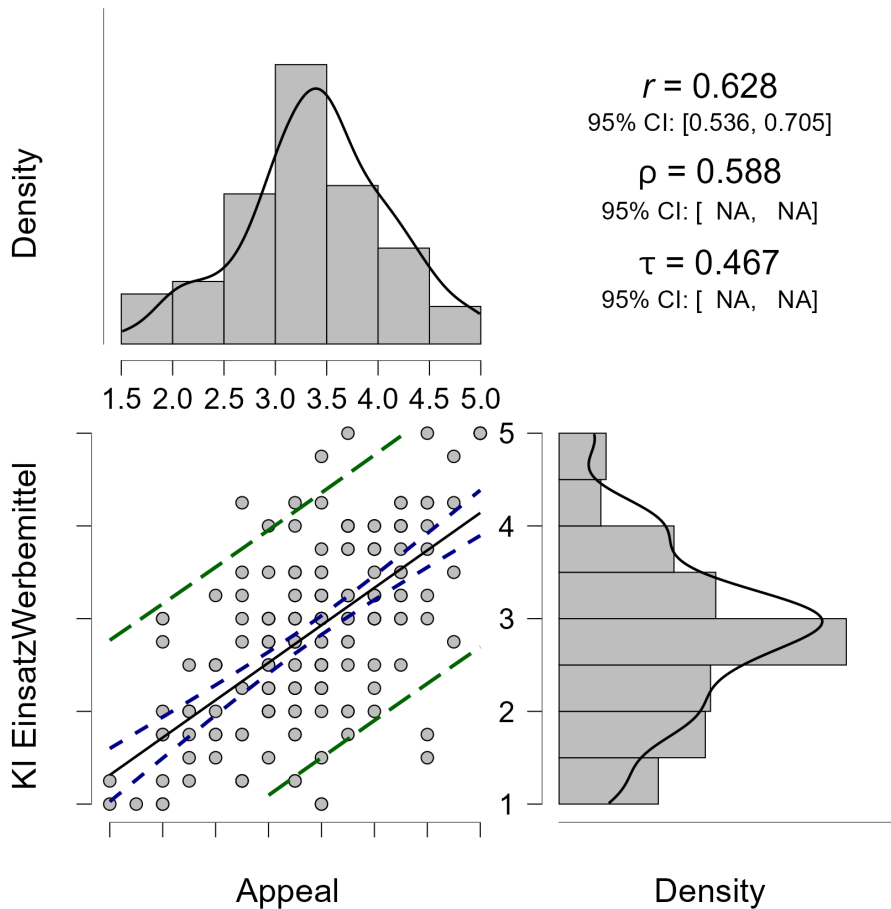 Density
r = 0.628
95% CI: [0.536, 0.705]
ρ = 0.588
95% CI: [ NA, NA]
τ = 0.467
95% CI: [ NA, NA]
1.5 2.0 2.5 3.0 3.5 4.0 4.5 5.0
KI EinsatzWerbemittel
5
4
3
2
1
Appeal
Density